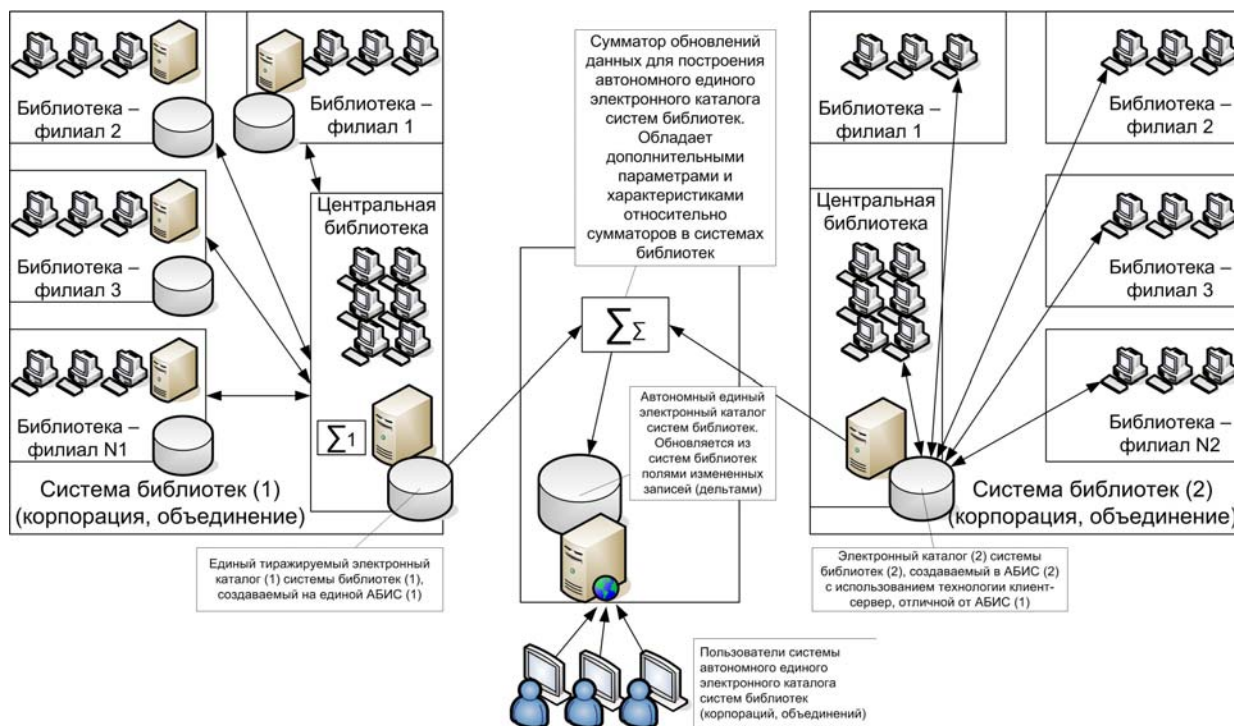 Библиотека –
филиал 2
Библиотека –
филиал 1
Библиотека –
филиал 3
Библиотека –
филиал N1
Центральная
библиотека
∑1
Система библиотек (1)
(корпорация, объединение)
Единый тиражируемый электронный
каталог (1) системы библиотек (1),
создаваемый на единой АБИС (1)
Сумматор обновлений
данных для построения
автономного единого
электронного каталога
систем библиотек.
Обладает
дополнительными
параметрами и
характеристиками
относительно
сумматоров в системах
библиотек
∑∑
Автономный единый
электронный каталог
систем библиотек.
Обновляется из
систем библиотек
полями измененных
записей (дельтами)
Пользователи системы
автономного единого
электронного каталога
систем библиотек
(корпораций, объединений)
Библиотека –
филиал 1
Библиотека –
филиал 2
Центральная
библиотека
Библиотека –
филиал 3
Библиотека –
филиал N2
Система библиотек (2)
(корпорация, объединение)
Электронный каталог (2) системы
библиотек (2), создаваемый в АБИС (2)
с использованием технологии клиент-
сервер, отличной от АБИС (1)